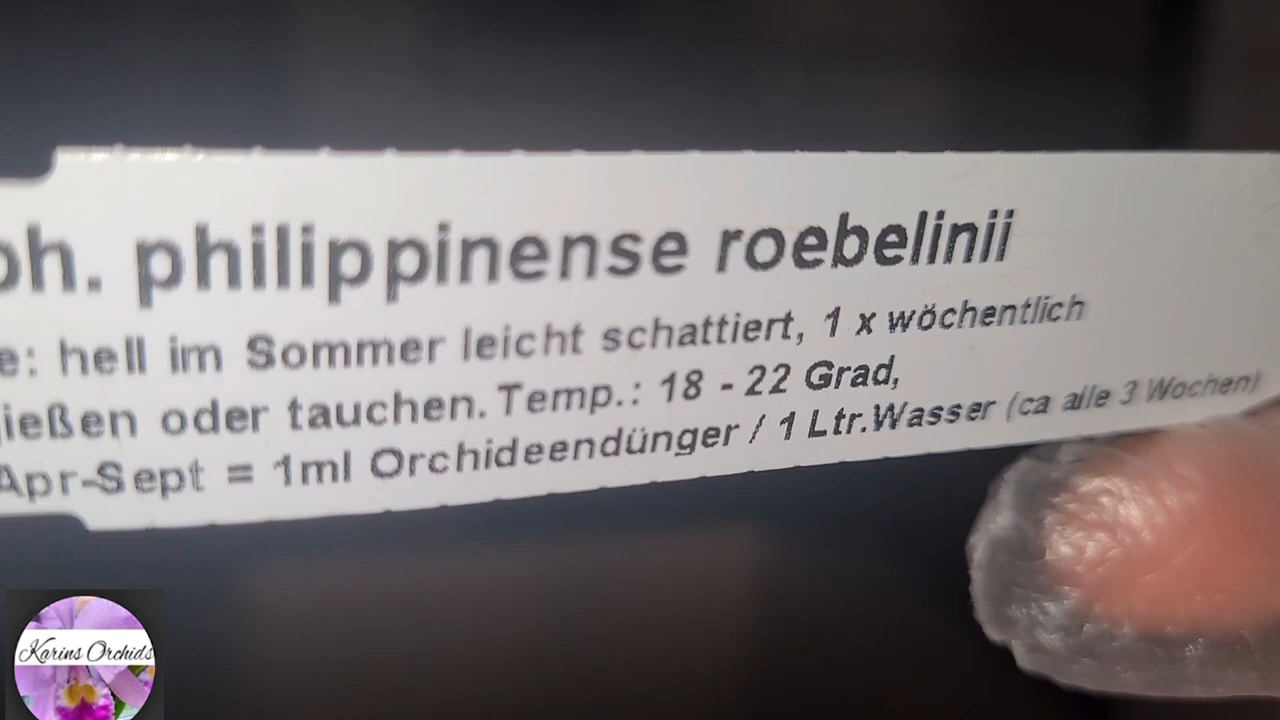 ph. philippinense roebelinii
e: hell im Sommer leicht schattiert, 1 x wöchentlich
ießen oder tauchen. Temp.: 18 - 22 Grad,
Apr-Sept = 1ml Orchideendünger / 1 Ltr.Wasser (ca alle 3 Wochen)
Karins Orchids